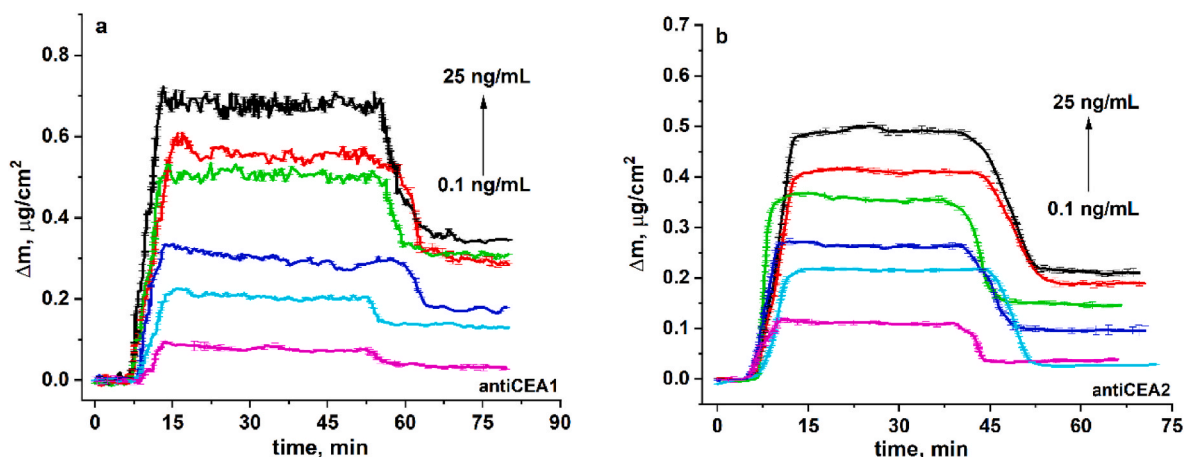 a
0.8
0.6
0.4
0.2
0.0
Δm, μg/cm²
25 ng/mL
0.1 ng/mL
antiCEA1
0 15 30 45 60 75 90
time, min
b
0.7
0.6
0.5
0.4
0.3
0.2
0.1
0.0
Δm, μg/cm²
25 ng/mL
0.1 ng/mL
antiCEA2
0 15 30 45 60 75
time, min